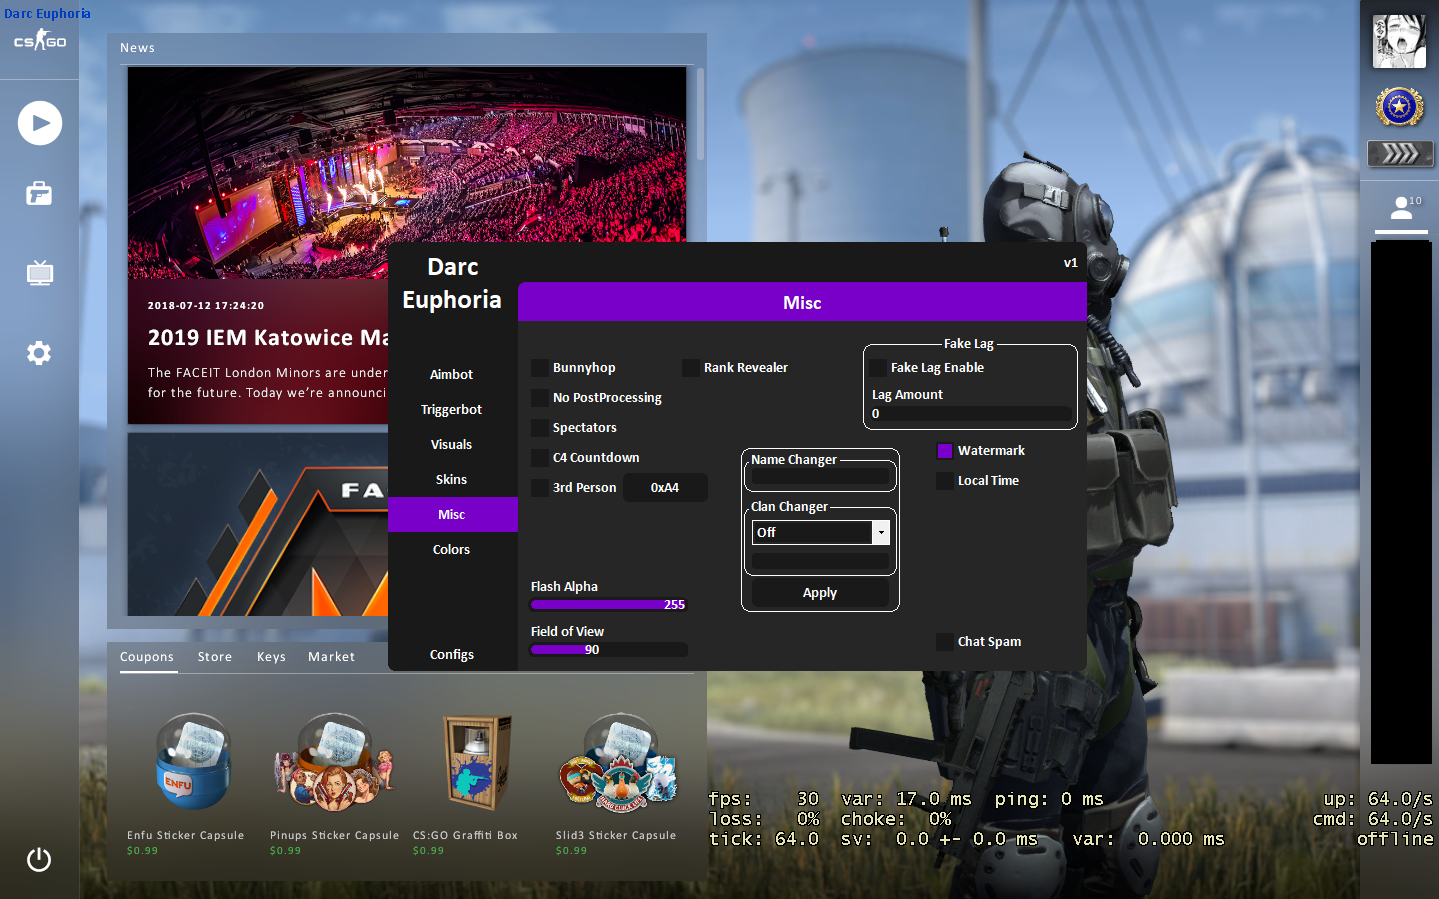 Darc Euphoria
CS GO
News
2018-07-12 17:24:20
2019 IEM Katowice Ma
The FACEIT London Minors are under
for the future. Today we're announci
FA
Coupons Store Keys Market
ENFU
Enfu Sticker Capsule
$0.99
Pinups Sticker Capsule
$0.99
CS:GO Graffiti Box
$0.99
Slid3 Sticker Capsule
$0.99
Darc
Euphoria
v1
Aimbot
Triggerbot
Visuals
Skins
Misc
Colors
Configs
Misc
Bunnyhop
Rank Revealer
No PostProcessing
Spectators
C4 Countdown
3rd Person 0xA4
Flash Alpha
255
Field of View
90
Fake Lag
Fake Lag Enable
Lag Amount
0
Name Changer
Clan Changer
Off
Apply
Watermark
Local Time
Chat Spam
10
fps: 30 var: 17.0 ms ping: 0 ms
loss: 0% choke: 0%
tick: 64.0 sv: 0.0 +- 0.0 ms var: 0.000 ms
up: 64.0/s
cmd: 64.0/s
offline